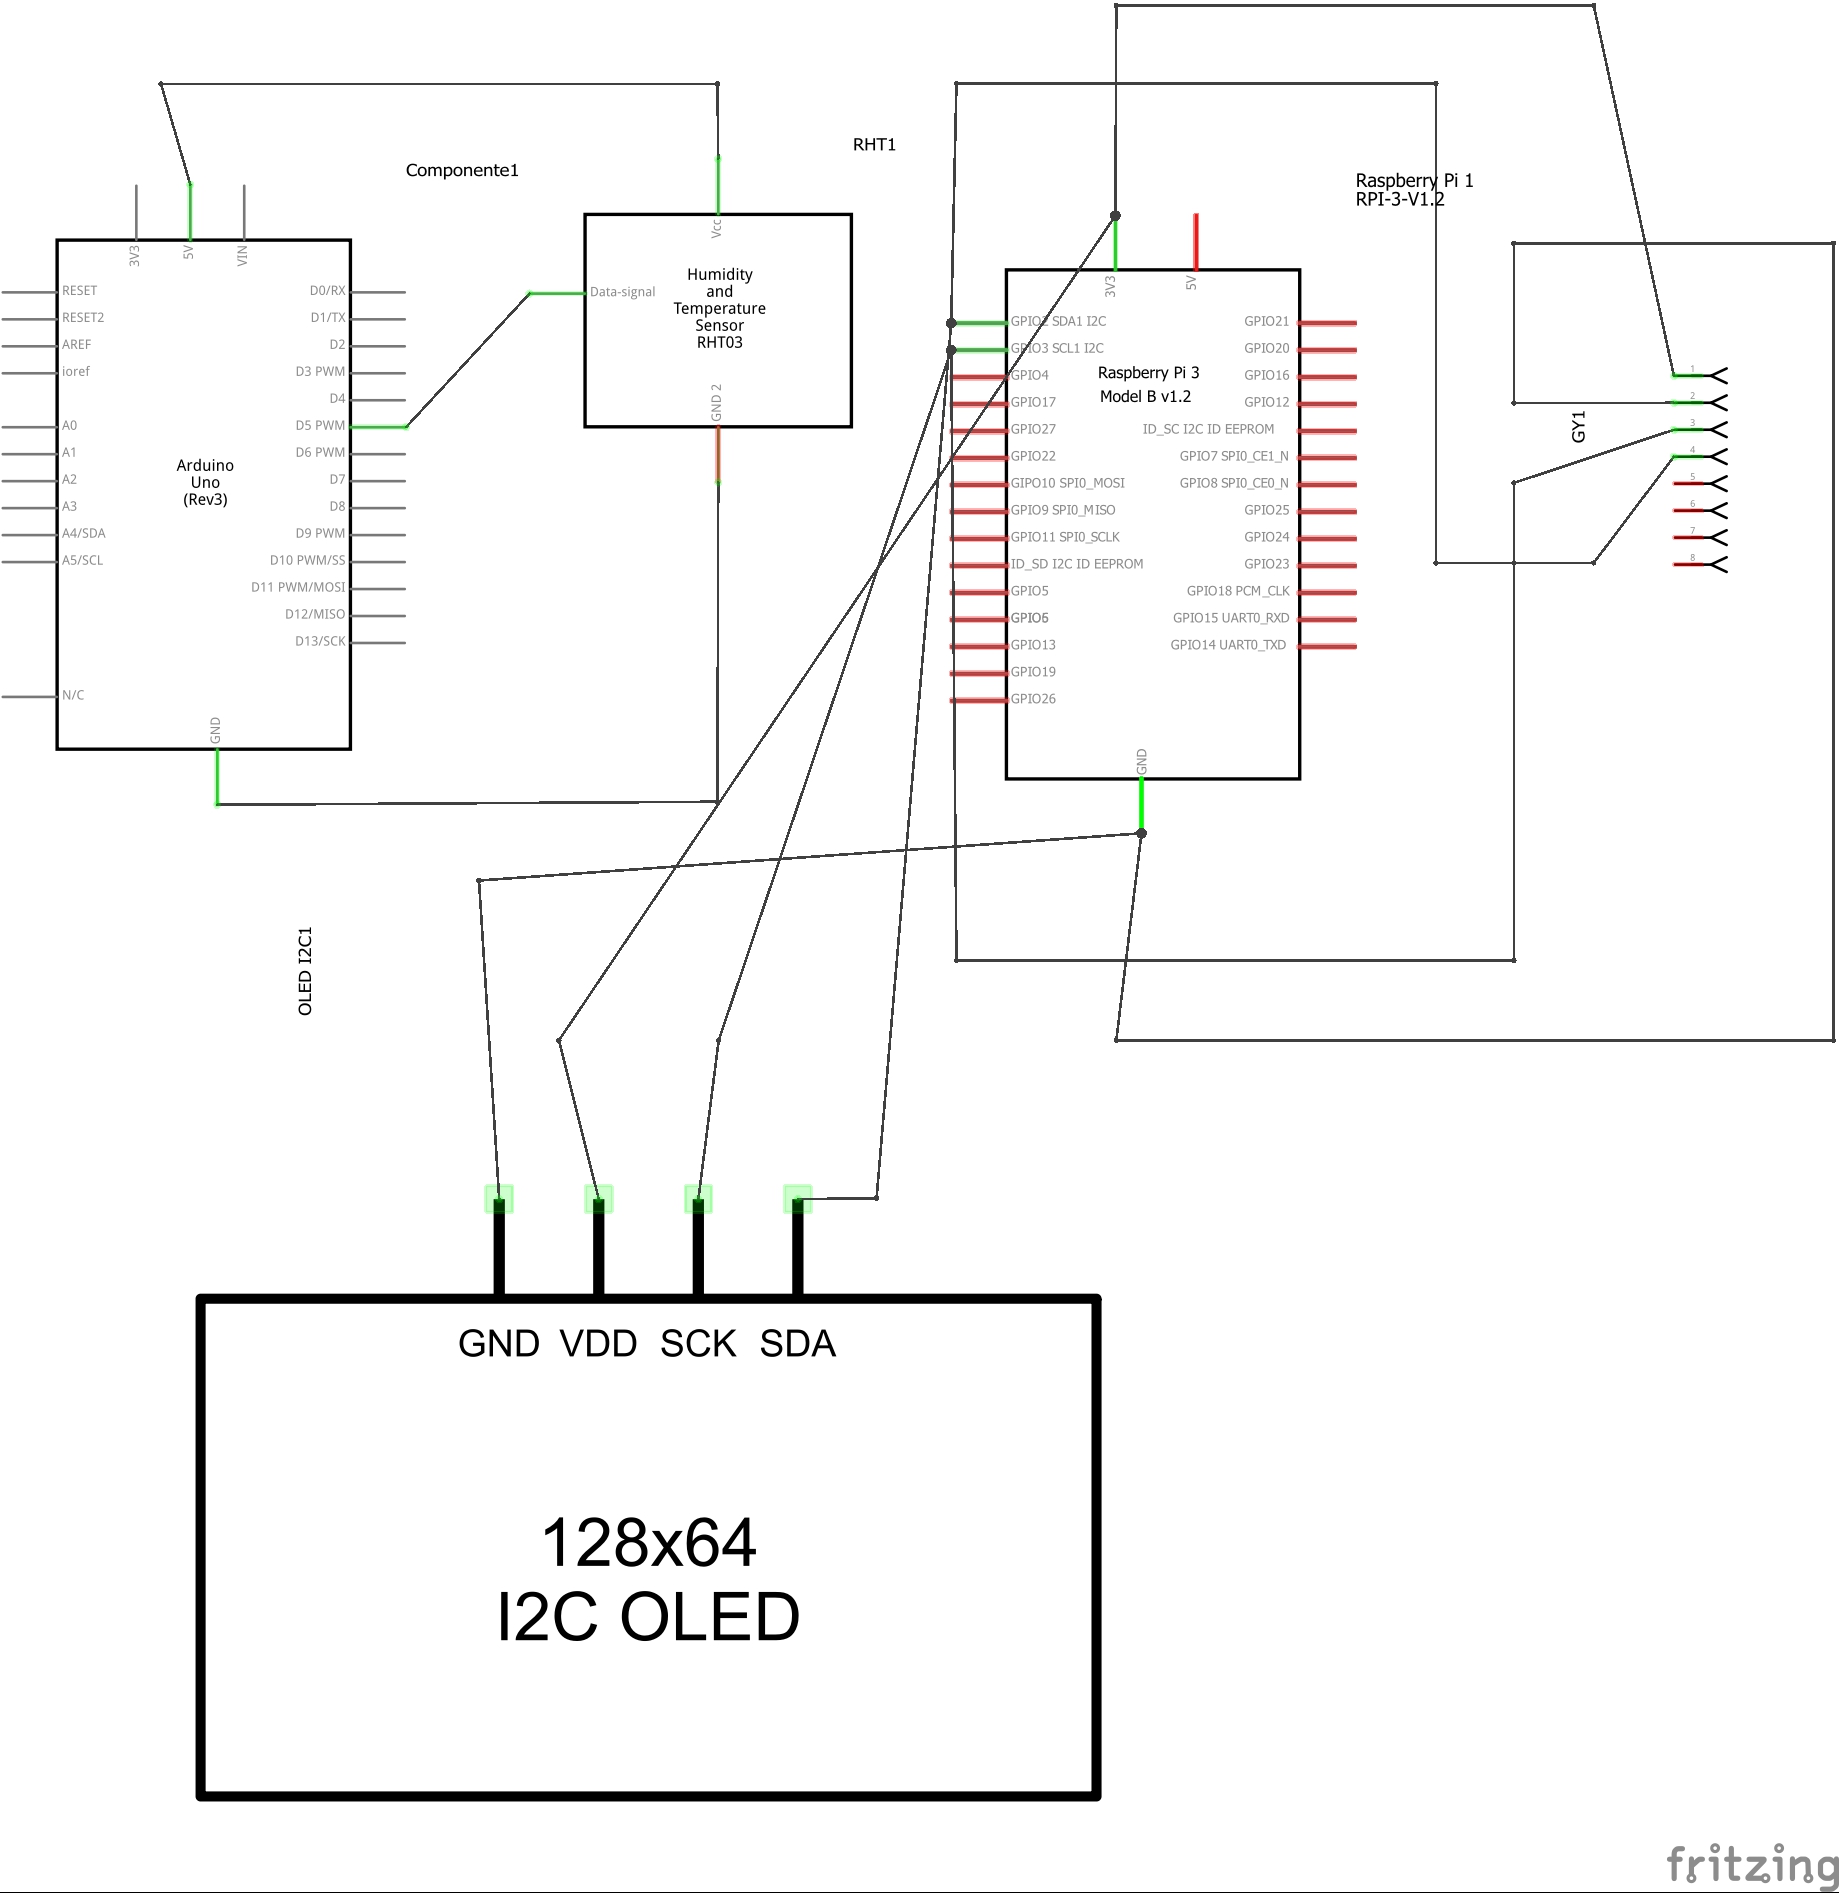 Componente1
RHT1
Raspberry Pi 1
RPI-3-V1.2
3V3
5V
VIN
RESET
RESET2
AREF
ioref
A0
A1
A2
A3
A4/SDA
A5/SCL
N/C
D0/RX
D1/TX
D2
D3 PWM
D4
D5 PWM
D6 PWM
D7
D8
D9 PWM
D10 PWM/SS
D11 PWM/MOSI
D12/MISO
D13/SCK
Arduino
Uno
(Rev3)
GND
Vcc
Data-signal
Humidity
and
Temperature
Sensor
RHT03
GND 2
3V3
5V
GPIO2 SDA1 I2C
GPIO3 SCL1 I2C
GPIO4
GPIO17
GPIO27
GPIO22
GIPO10 SPI0_MOSI
GPIO9 SPI0_MISO
GPIO11 SPI0_SCLK
ID_SD I2C ID EEPROM
GPIO5
GPIO6
GPIO13
GPIO19
GPIO26
Raspberry Pi 3
Model B v1.2
GPIO21
GPIO20
GPIO16
GPIO12
ID_SC I2C ID EEPROM
GPIO7 SPI0_CE1_N
GPIO8 SPI0_CE0_N
GPIO25
GPIO24
GPIO23
GPIO18 PCM_CLK
GPIO15 UART0_RXD
GPIO14 UART0_TXD
GND
GY1
1
2
3
4
5
6
7
8
OLED I2C1
GND VDD SCK SDA
128x64
I2C OLED
fritzing